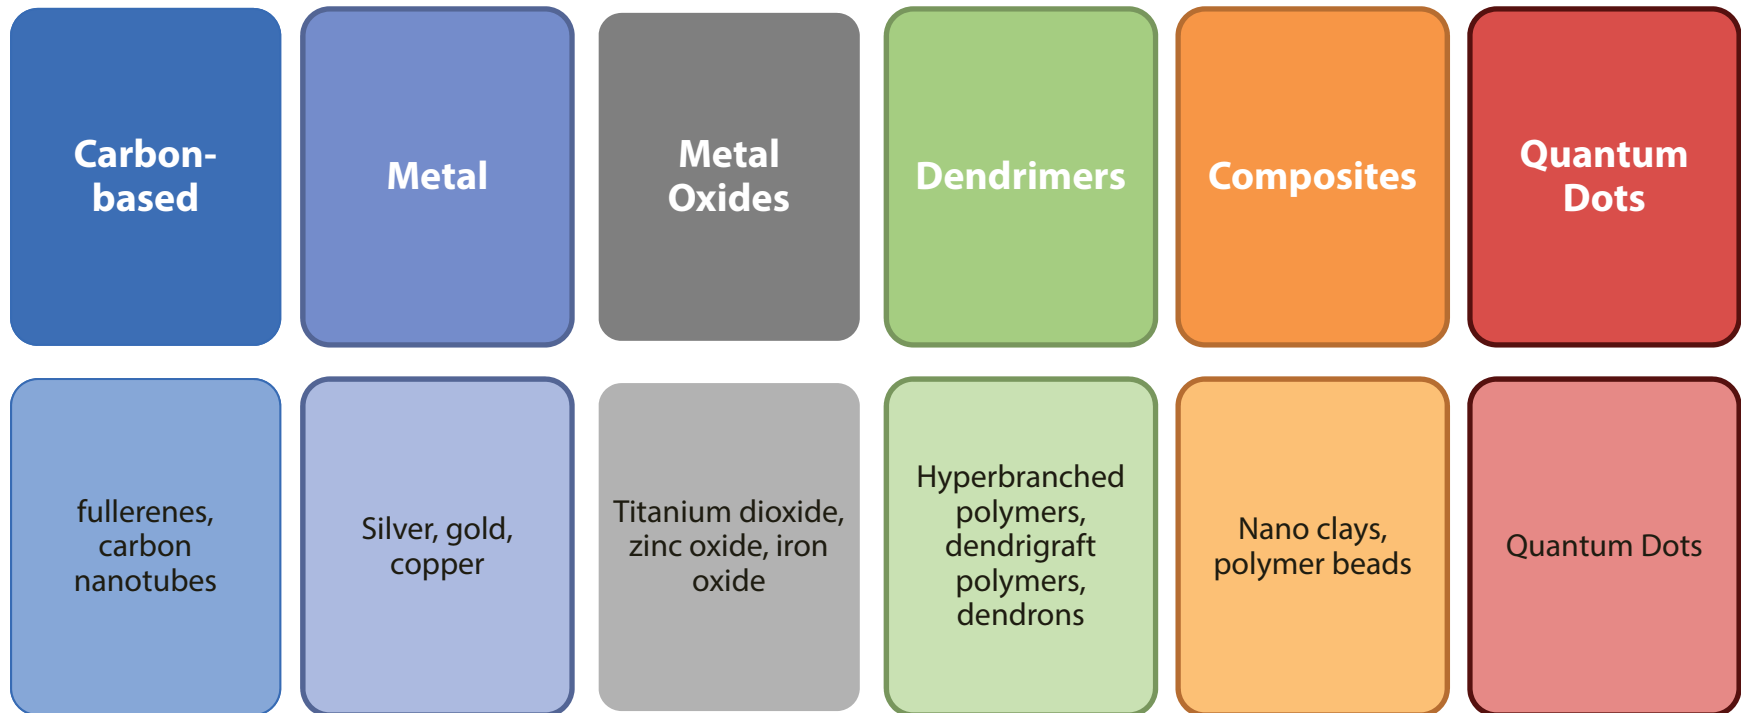 Carbon-
based
Metal
Metal
Oxides
Dendrimers
Composites
Quantum
Dots
fullerenes,
carbon
nanotubes
Silver, gold,
copper
Titanium dioxide,
zinc oxide, iron
oxide
Hyperbranched
polymers,
dendrigraft
polymers,
dendrons
Nano clays,
polymer beads
Quantum Dots